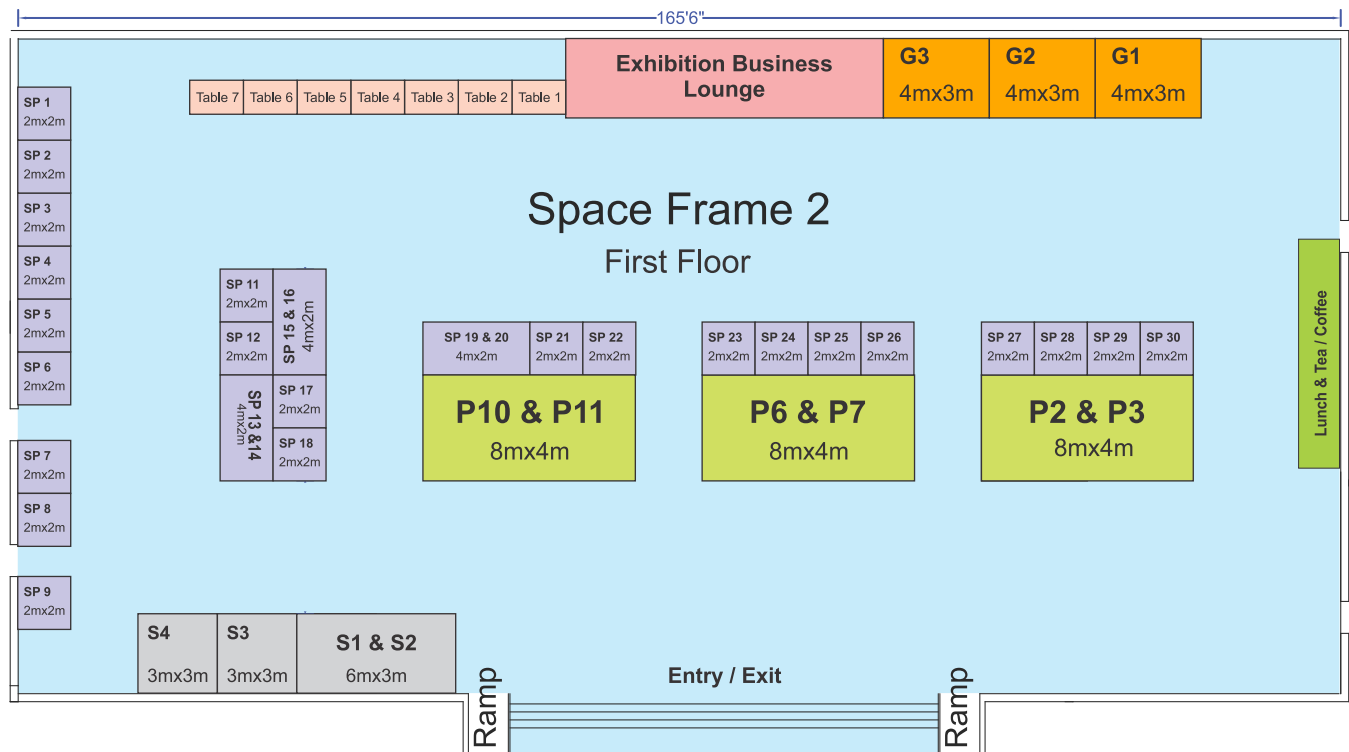 165'6"
Exhibition Business
Lounge
G3
4mx3m
G2
4mx3m
G1
4mx3m
Table 7
Table 6
Table 5
Table 4
Table 3
Table 2
Table 1
SP 1
2mx2m
SP 2
2mx2m
SP 3
2mx2m
SP 4
2mx2m
SP 5
2mx2m
SP 6
2mx2m
SP 7
2mx2m
SP 8
2mx2m
SP 9
2mx2m
Space Frame 2
First Floor
SP 11
2mx2m
SP 12
2mx2m
SP 15 & 16
4mx2m
SP 13 &14
4mx2m
SP 17
2mx2m
SP 18
2mx2m
SP 19 & 20
4mx2m
SP 21
2mx2m
SP 22
2mx2m
P10 & P11
8mx4m
SP 23
2mx2m
SP 24
2mx2m
SP 25
2mx2m
SP 26
2mx2m
P6 & P7
8mx4m
SP 27
2mx2m
SP 28
2mx2m
SP 29
2mx2m
SP 30
2mx2m
P2 & P3
8mx4m
Lunch & Tea / Coffee
S4
3mx3m
S3
3mx3m
S1 & S2
6mx3m
Ramp
Entry / Exit
Ramp